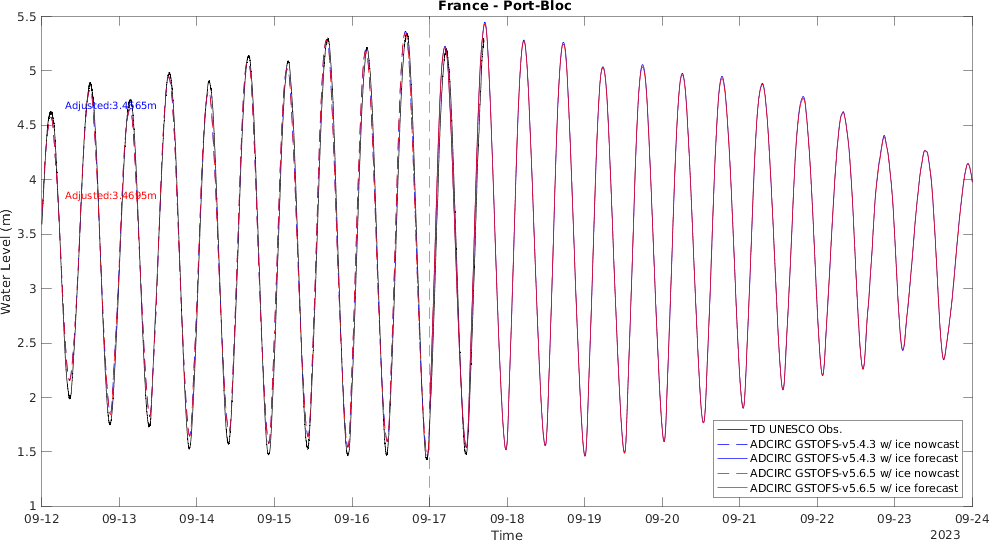 France - Port-Bloc
5.5
5
4.5
4
3.5
3
2.5
2
1.5
1
Water Level (m)
Adjusted:3.4665m
Adjusted:3.4695m
TD UNESCO Obs.
ADCIRC GSTOFS-v5.4.3 w/ ice nowcast
ADCIRC GSTOFS-v5.4.3 w/ ice forecast
ADCIRC GSTOFS-v5.6.5 w/ ice nowcast
ADCIRC GSTOFS-v5.6.5 w/ ice forecast
09-12 09-13 09-14 09-15 09-16 09-17 09-18 09-19 09-20 09-21 09-22 09-23 09-24
Time
2023